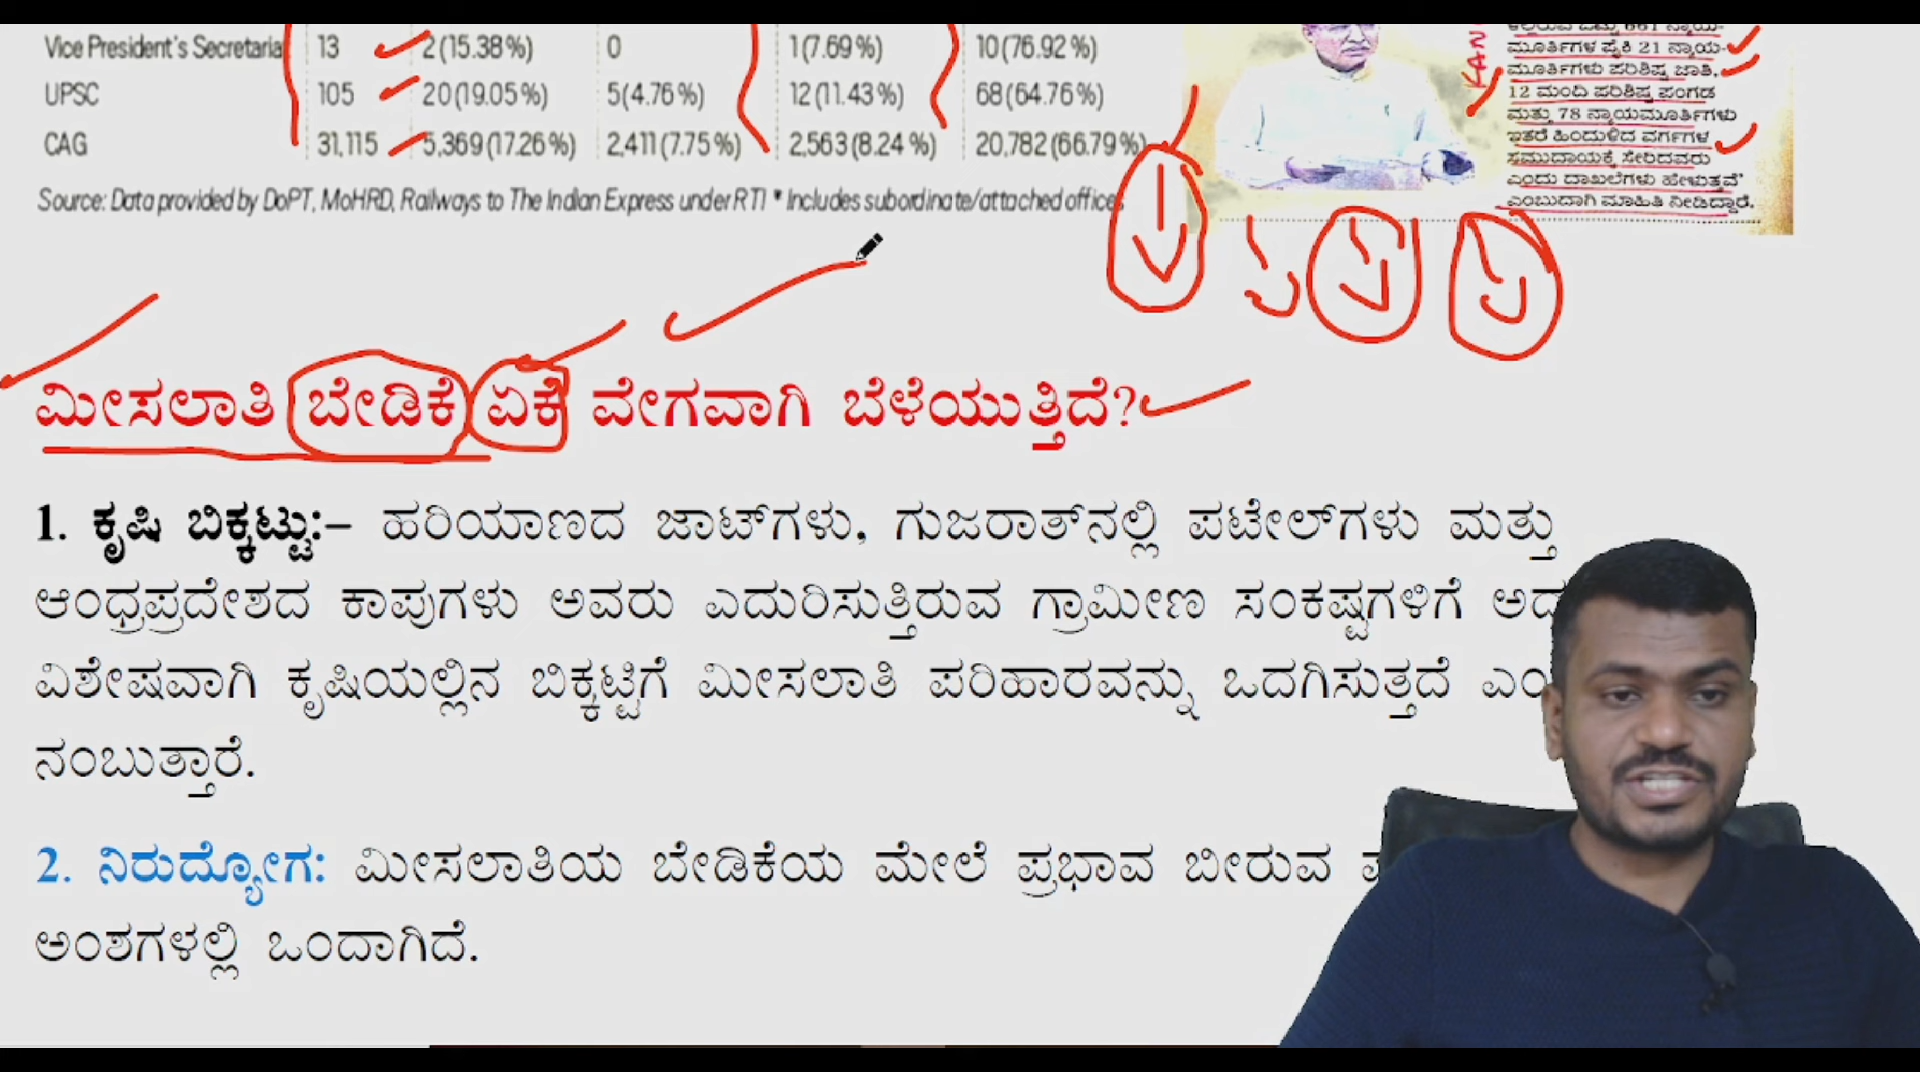 Vice President's Secretaria 13 2(15.38%) 0 1(7.69%) 10(76.92%)
UPSC 105 20(19.05%) 5(4.76%) 12(11.43%) 68(64.76%)
CAG 31,115 5,369(17.26%) 2,411(7.75%) 2,563(8.24%) 20,782(66.79%)
Source: Data provided by DoPT, MoHRD, Railways to The Indian Express under RTI * Includes subordinate/attached offices
661 ನ್ಯಾಯ-
ಮೂರ್ತಿಗಳ ಪೈಕಿ 21 ನ್ಯಾಯ-
ಮೂರ್ತಿಗಳು ಪರಿಶಿಷ್ಟ ಜಾತಿ,
12 ಮಂದಿ ಪರಿಶಿಷ್ಟ ಪಂಗಡ
ಮತ್ತು 78 ನ್ಯಾಯಮೂರ್ತಿಗಳು
ಇತರೆ ಹಿಂದುಳಿದ ವರ್ಗಗಳ
ಸಮುದಾಯಕ್ಕೆ ಸೇರಿದವರು
ಎಂದು ದಾಖಲೆಗಳು ಹೇಳುತ್ತವೆ'
ಎಂಬುದಾಗಿ ಮಾಹಿತಿ ನೀಡಿದ್ದಾರೆ.
ಮೀಸಲಾತಿ ಬೇಡಿಕೆ ಏಕೆ ವೇಗವಾಗಿ ಬೆಳೆಯುತ್ತಿದೆ?
1. ಕೃಷಿ ಬಿಕ್ಕಟ್ಟು:– ಹರಿಯಾಣದ ಜಾಟ್‌ಗಳು, ಗುಜರಾತ್‌ನಲ್ಲಿ ಪಟೇಲ್‌ಗಳು ಮತ್ತು
ಆಂಧ್ರಪ್ರದೇಶದ ಕಾಪುಗಳು ಅವರು ಎದುರಿಸುತ್ತಿರುವ ಗ್ರಾಮೀಣ ಸಂಕಷ್ಟಗಳಿಗೆ
ವಿಶೇಷವಾಗಿ ಕೃಷಿಯಲ್ಲಿನ ಬಿಕ್ಕಟ್ಟಿಗೆ ಮೀಸಲಾತಿ ಪರಿಹಾರವನ್ನು ಒದಗಿಸುತ್ತದೆ
ನಂಬುತ್ತಾರೆ.
2. ನಿರುದ್ಯೋಗ: ಮೀಸಲಾತಿಯ ಬೇಡಿಕೆಯ ಮೇಲೆ ಪ್ರಭಾವ ಬೀರುವ
ಅಂಶಗಳಲ್ಲಿ ಒಂದಾಗಿದೆ.